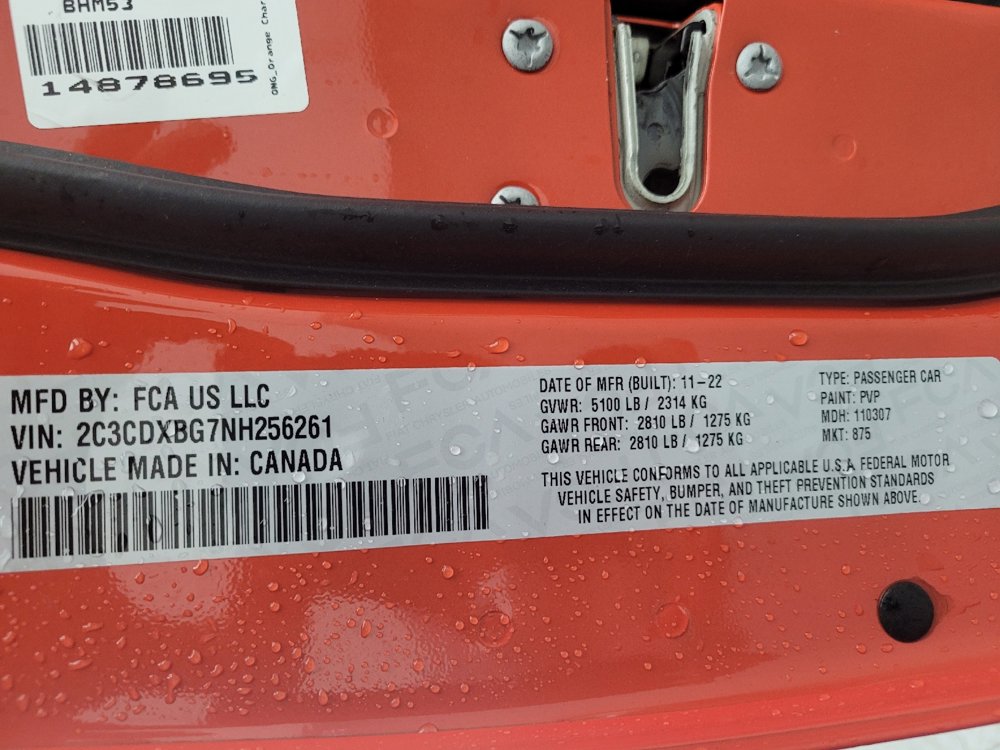 BHM53
14878695
MFD BY: FCA US LLC
VIN: 2C3CDXBG7NH256261
VEHICLE MADE IN: CANADA
DATE OF MFR (BUILT): 11-22
GVWR: 5100 LB / 2314 KG
GAWR FRONT: 2810 LB / 1275 KG
GAWR REAR: 2810 LB / 1275 KG
TYPE: PASSENGER CAR
PAINT: PVP
MDH: 110307
MKT: 875
THIS VEHICLE CONFORMS TO ALL APPLICABLE U.S.A. FEDERAL MOTOR
VEHICLE SAFETY, BUMPER, AND THEFT PREVENTION STANDARDS
IN EFFECT ON THE DATE OF MANUFACTURE SHOWN ABOVE.